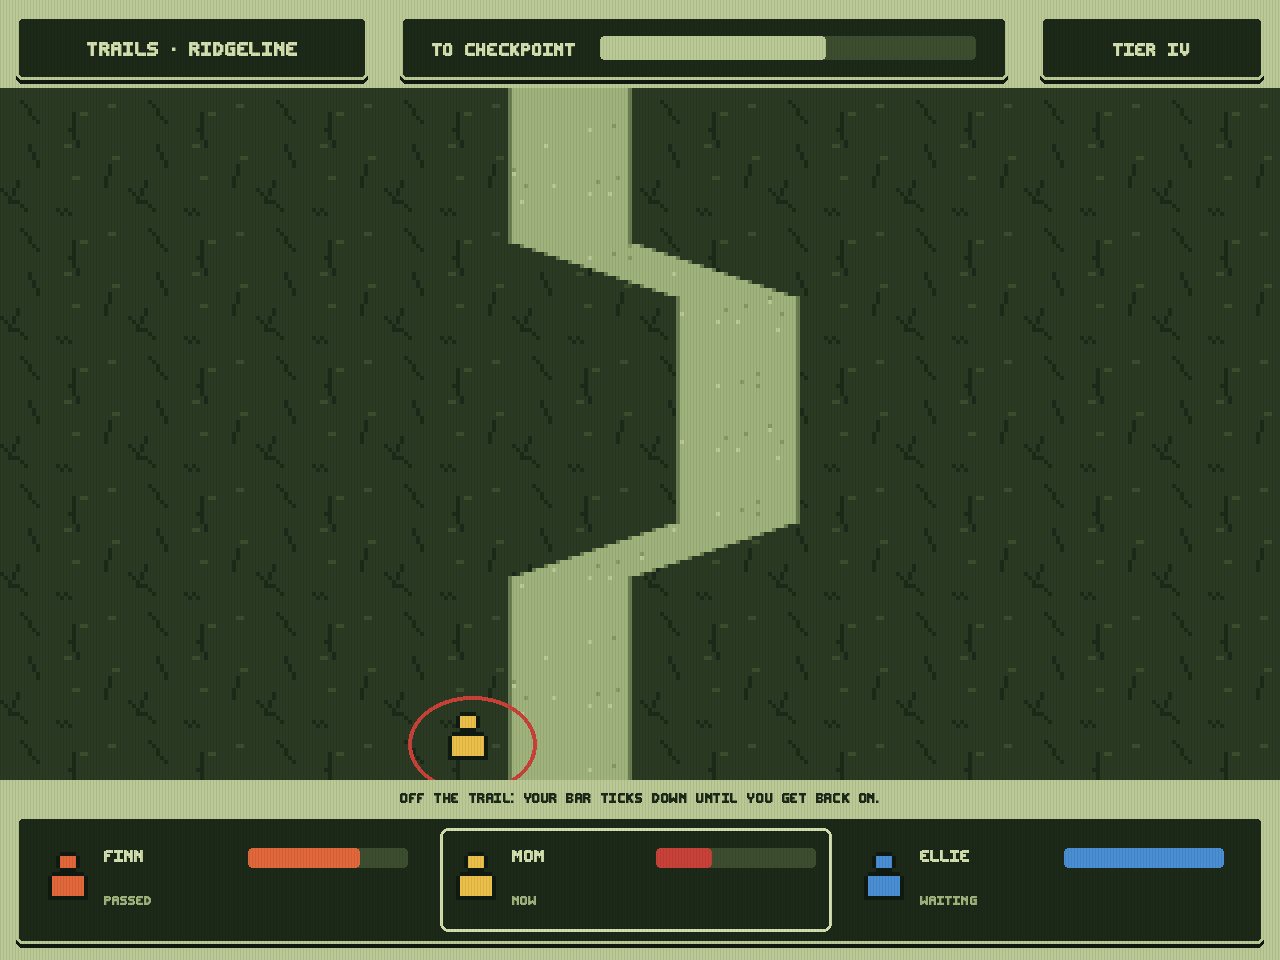 TRAILS · RIDGELINE
TO CHECKPOINT
TIER IV
OFF THE TRAIL: YOUR BAR TICKS DOWN UNTIL YOU GET BACK ON.
FINN
PASSED
MOM
NOW
ELLIE
WAITING